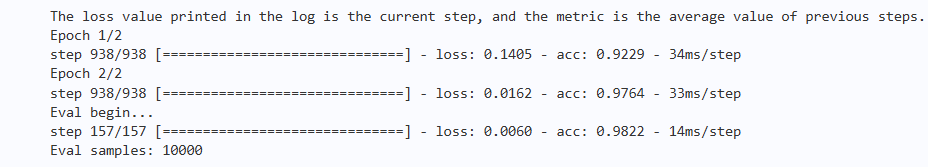 The loss value printed in the log is the current step, and the metric is the average value of previous steps.
Epoch 1/2
step 938/938 [==============================] - loss: 0.1405 - acc: 0.9229 - 34ms/step
Epoch 2/2
step 938/938 [==============================] - loss: 0.0162 - acc: 0.9764 - 33ms/step
Eval begin...
step 157/157 [==============================] - loss: 0.0060 - acc: 0.9822 - 14ms/step
Eval samples: 10000